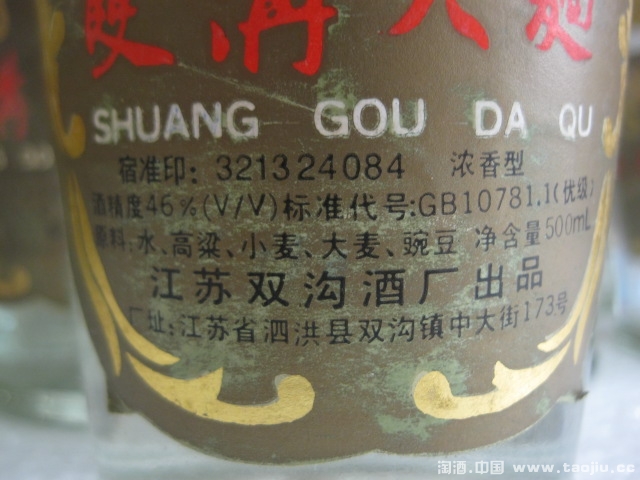 雙溝大麯
SHUANG GOU DA QU
宿准印：321324084 浓香型
酒精度46%(V/V)标准代号:GB10781.1(优级)
原料:水、高粱、小麦、大麦、豌豆 净含量500mL
江苏双沟酒厂出品
厂址:江苏省泗洪县双沟镇中大街173号
淘酒.中国 www.taojiu.cc